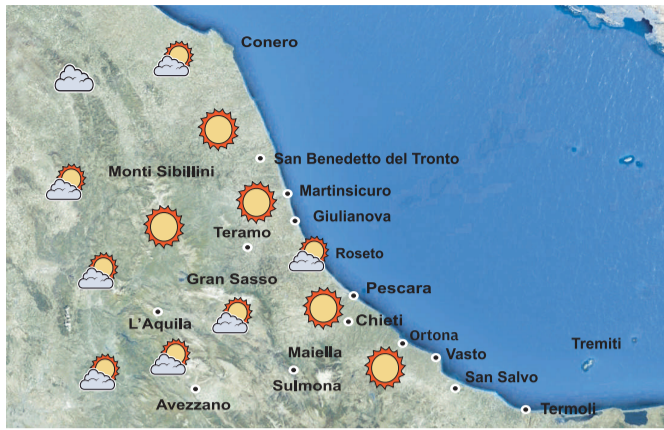 Conero
San Benedetto del Tronto
Monti Sibillini
Martinsicuro
Giulianova
Teramo
Roseto
Gran Sasso
Pescara
L'Aquila
Chieti
Ortona
Tremiti
Maiella
Vasto
Sulmona
San Salvo
Avezzano
Termoli